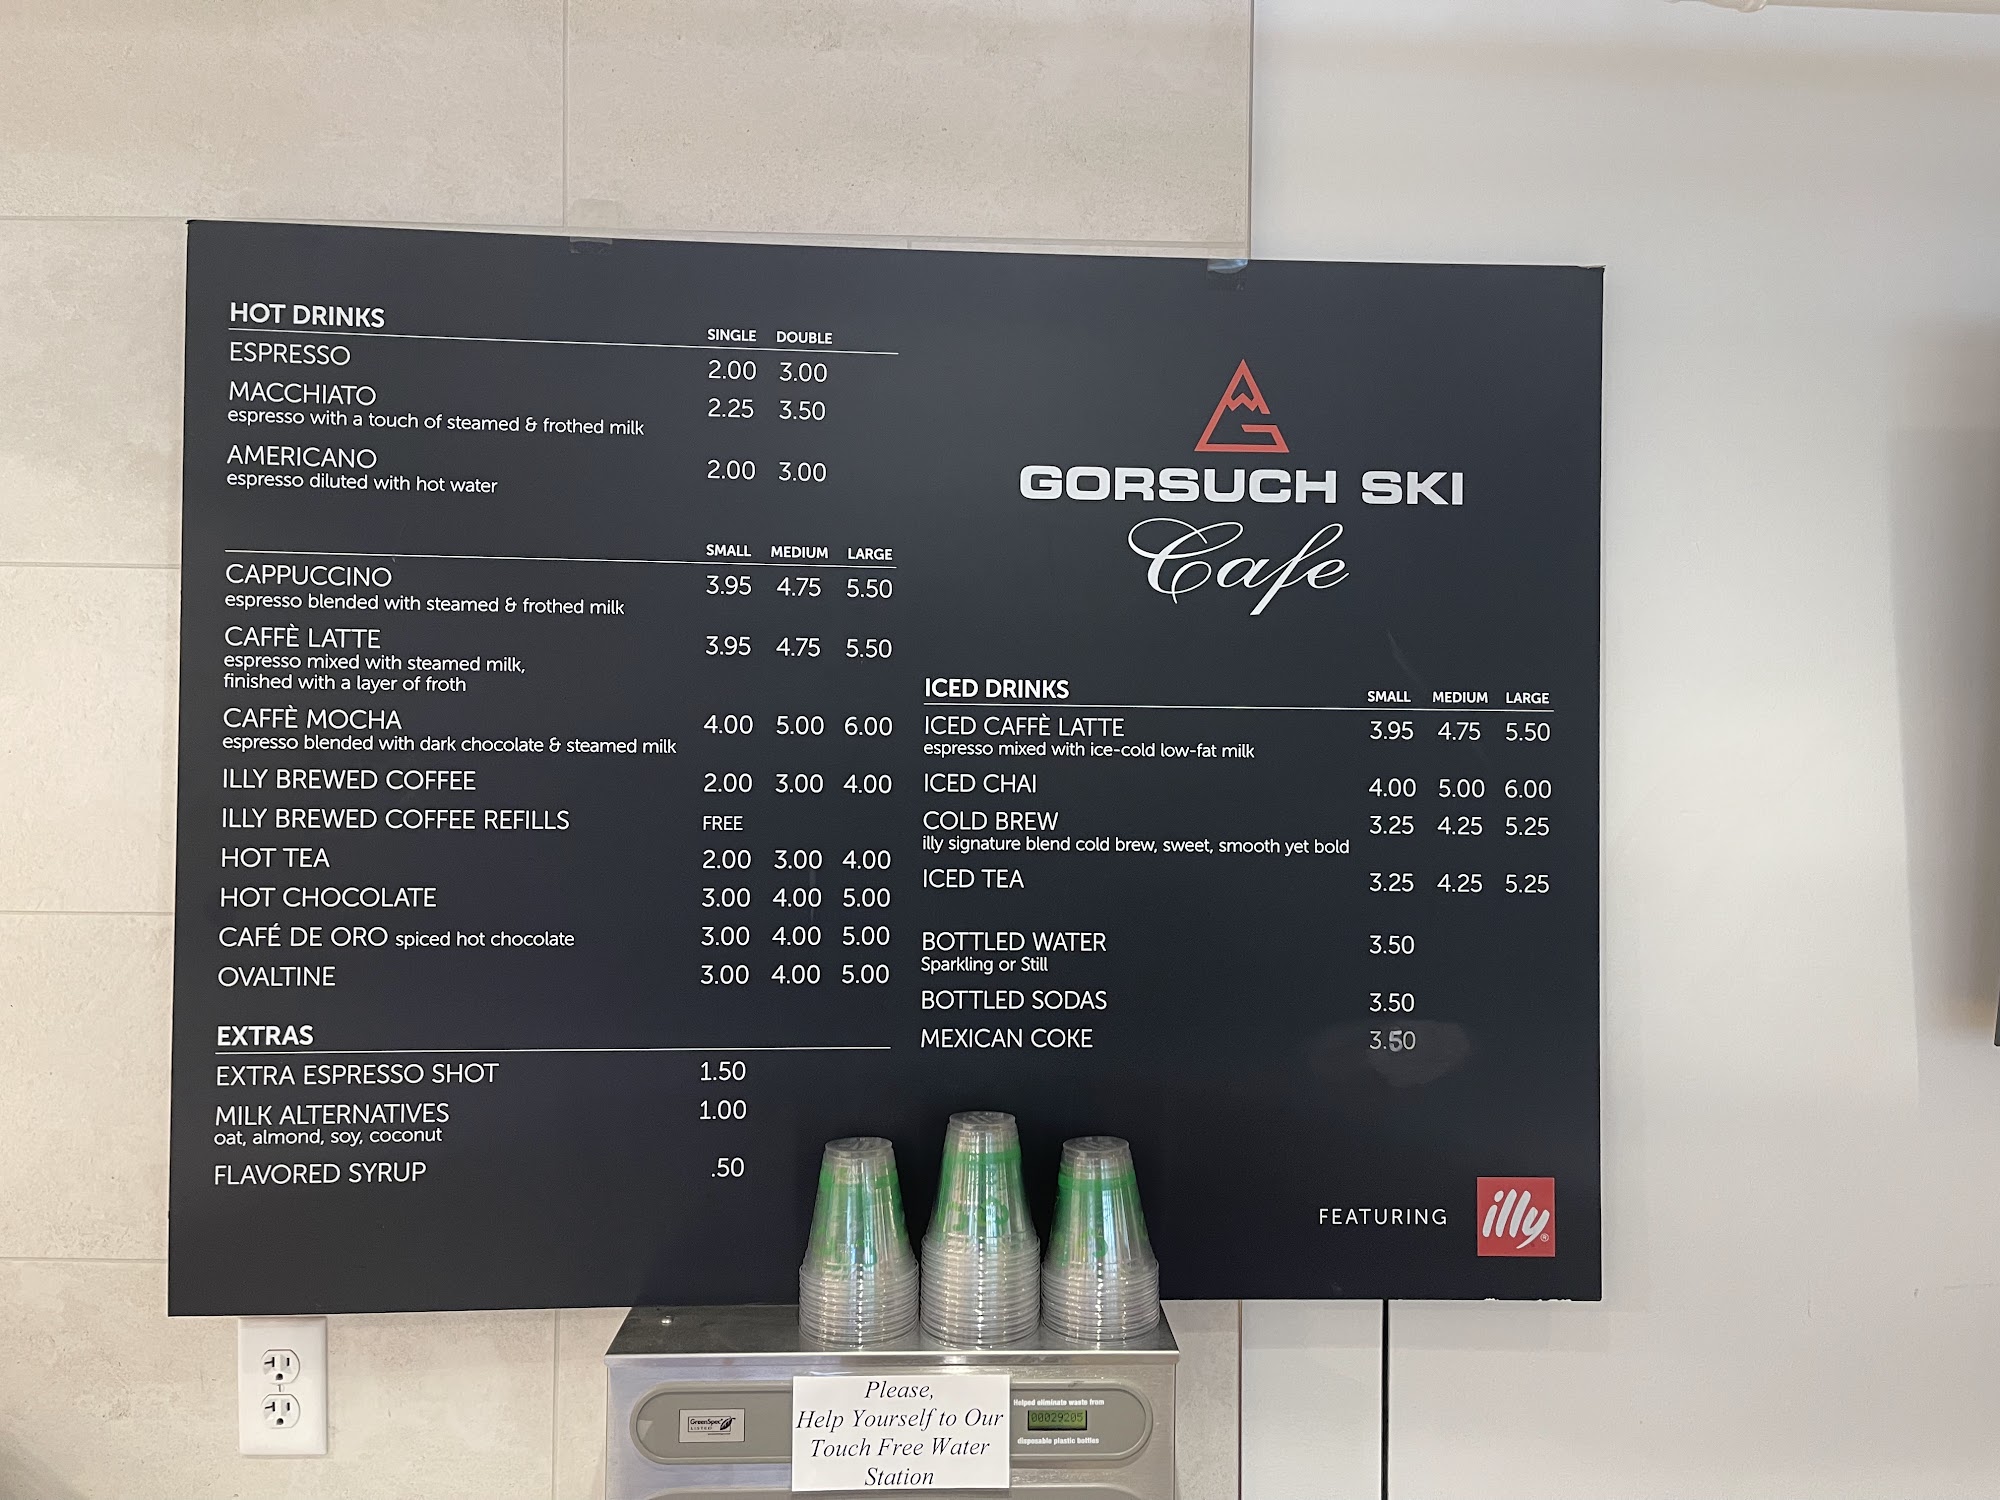 HOT DRINKS
SINGLE DOUBLE
ESPRESSO 2.00 3.00
MACCHIATO 2.25 3.50
espresso with a touch of steamed & frothed milk
AMERICANO 2.00 3.00
espresso diluted with hot water
SMALL MEDIUM LARGE
CAPPUCCINO 3.95 4.75 5.50
espresso blended with steamed & frothed milk
CAFFÈ LATTE 3.95 4.75 5.50
espresso mixed with steamed milk,
finished with a layer of froth
CAFFÈ MOCHA 4.00 5.00 6.00
espresso blended with dark chocolate & steamed milk
ILLY BREWED COFFEE 2.00 3.00 4.00
ILLY BREWED COFFEE REFILLS FREE
HOT TEA 2.00 3.00 4.00
HOT CHOCOLATE 3.00 4.00 5.00
CAFÉ DE ORO spiced hot chocolate 3.00 4.00 5.00
OVALTINE 3.00 4.00 5.00
EXTRAS
EXTRA ESPRESSO SHOT 1.50
MILK ALTERNATIVES 1.00
oat, almond, soy, coconut
FLAVORED SYRUP .50
GORSUCH SKI
Cafe
ICED DRINKS SMALL MEDIUM LARGE
ICED CAFFÈ LATTE 3.95 4.75 5.50
espresso mixed with ice-cold low-fat milk
ICED CHAI 4.00 5.00 6.00
COLD BREW 3.25 4.25 5.25
illy signature blend cold brew, sweet, smooth yet bold
ICED TEA 3.25 4.25 5.25
BOTTLED WATER 3.50
Sparkling or Still
BOTTLED SODAS 3.50
MEXICAN COKE 3.50
FEATURING illy®
GreenSpec
LISTED
Please,
Help Yourself to Our
Touch Free Water
Station
Helped eliminate waste from
00029205
disposable plastic bottles